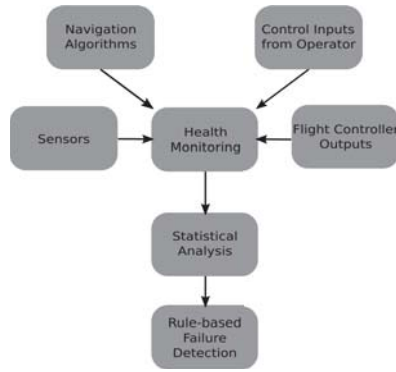 Navigation
Algorithms
Control Inputs
from Operator
Sensors
Health
Monitoring
Flight Controller
Outputs
Statistical
Analysis
Rule-based
Failure
Detection